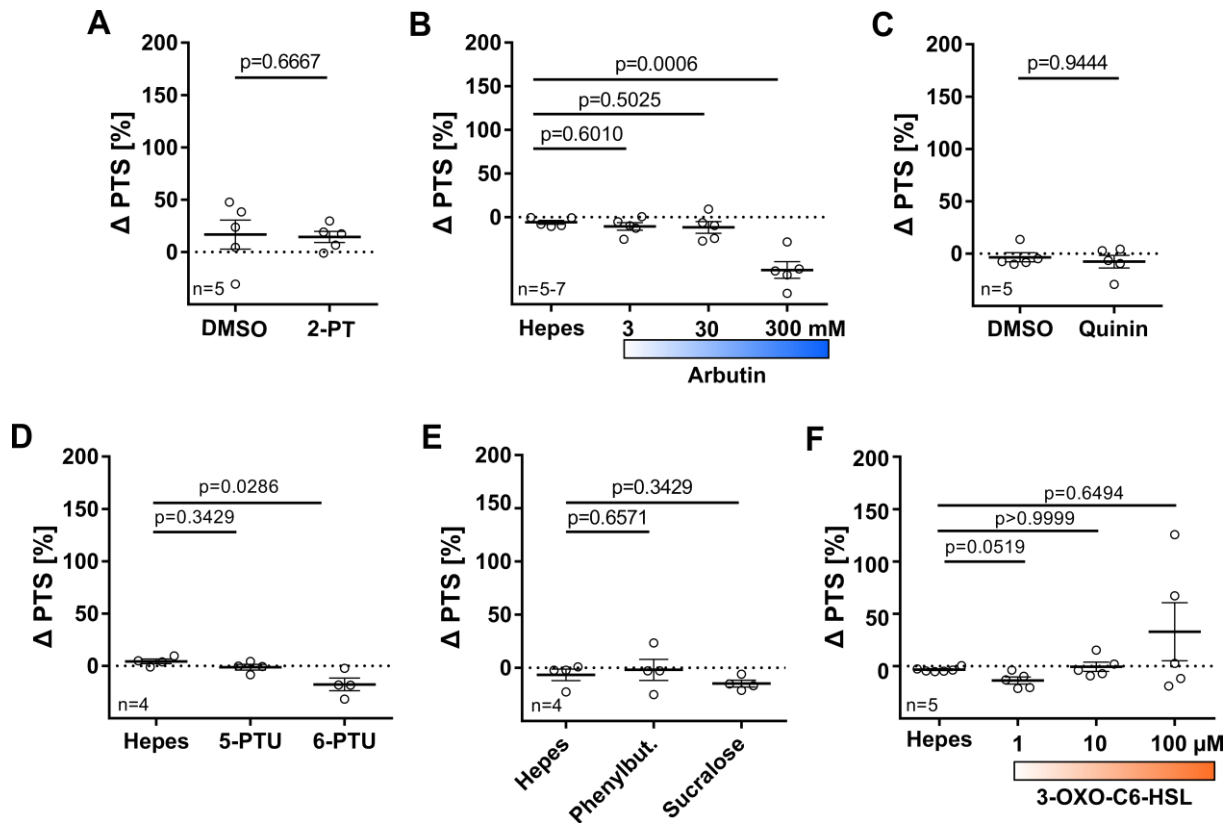 A
Δ PTS [%]
200
150
100
50
0
p=0.6667
n=5
DMSO 2-PT
B
Δ PTS [%]
200
150
100
50
0
p=0.0006
p=0.5025
p=0.6010
n=5-7
Hepes 3 30 300 mM
Arbutin
C
Δ PTS [%]
200
150
100
50
0
p=0.9444
n=5
DMSO Quinin
D
Δ PTS [%]
200
150
100
50
0
p=0.0286
p=0.3429
n=4
Hepes 5-PTU 6-PTU
E
Δ PTS [%]
200
150
100
50
0
p=0.3429
p=0.6571
n=4
Hepes
Phenylbut.
Sucralose
F
Δ PTS [%]
200
150
100
50
0
p=0.6494
p>0.9999
p=0.0519
n=5
Hepes 1 10 100 μM
3-OXO-C6-HSL